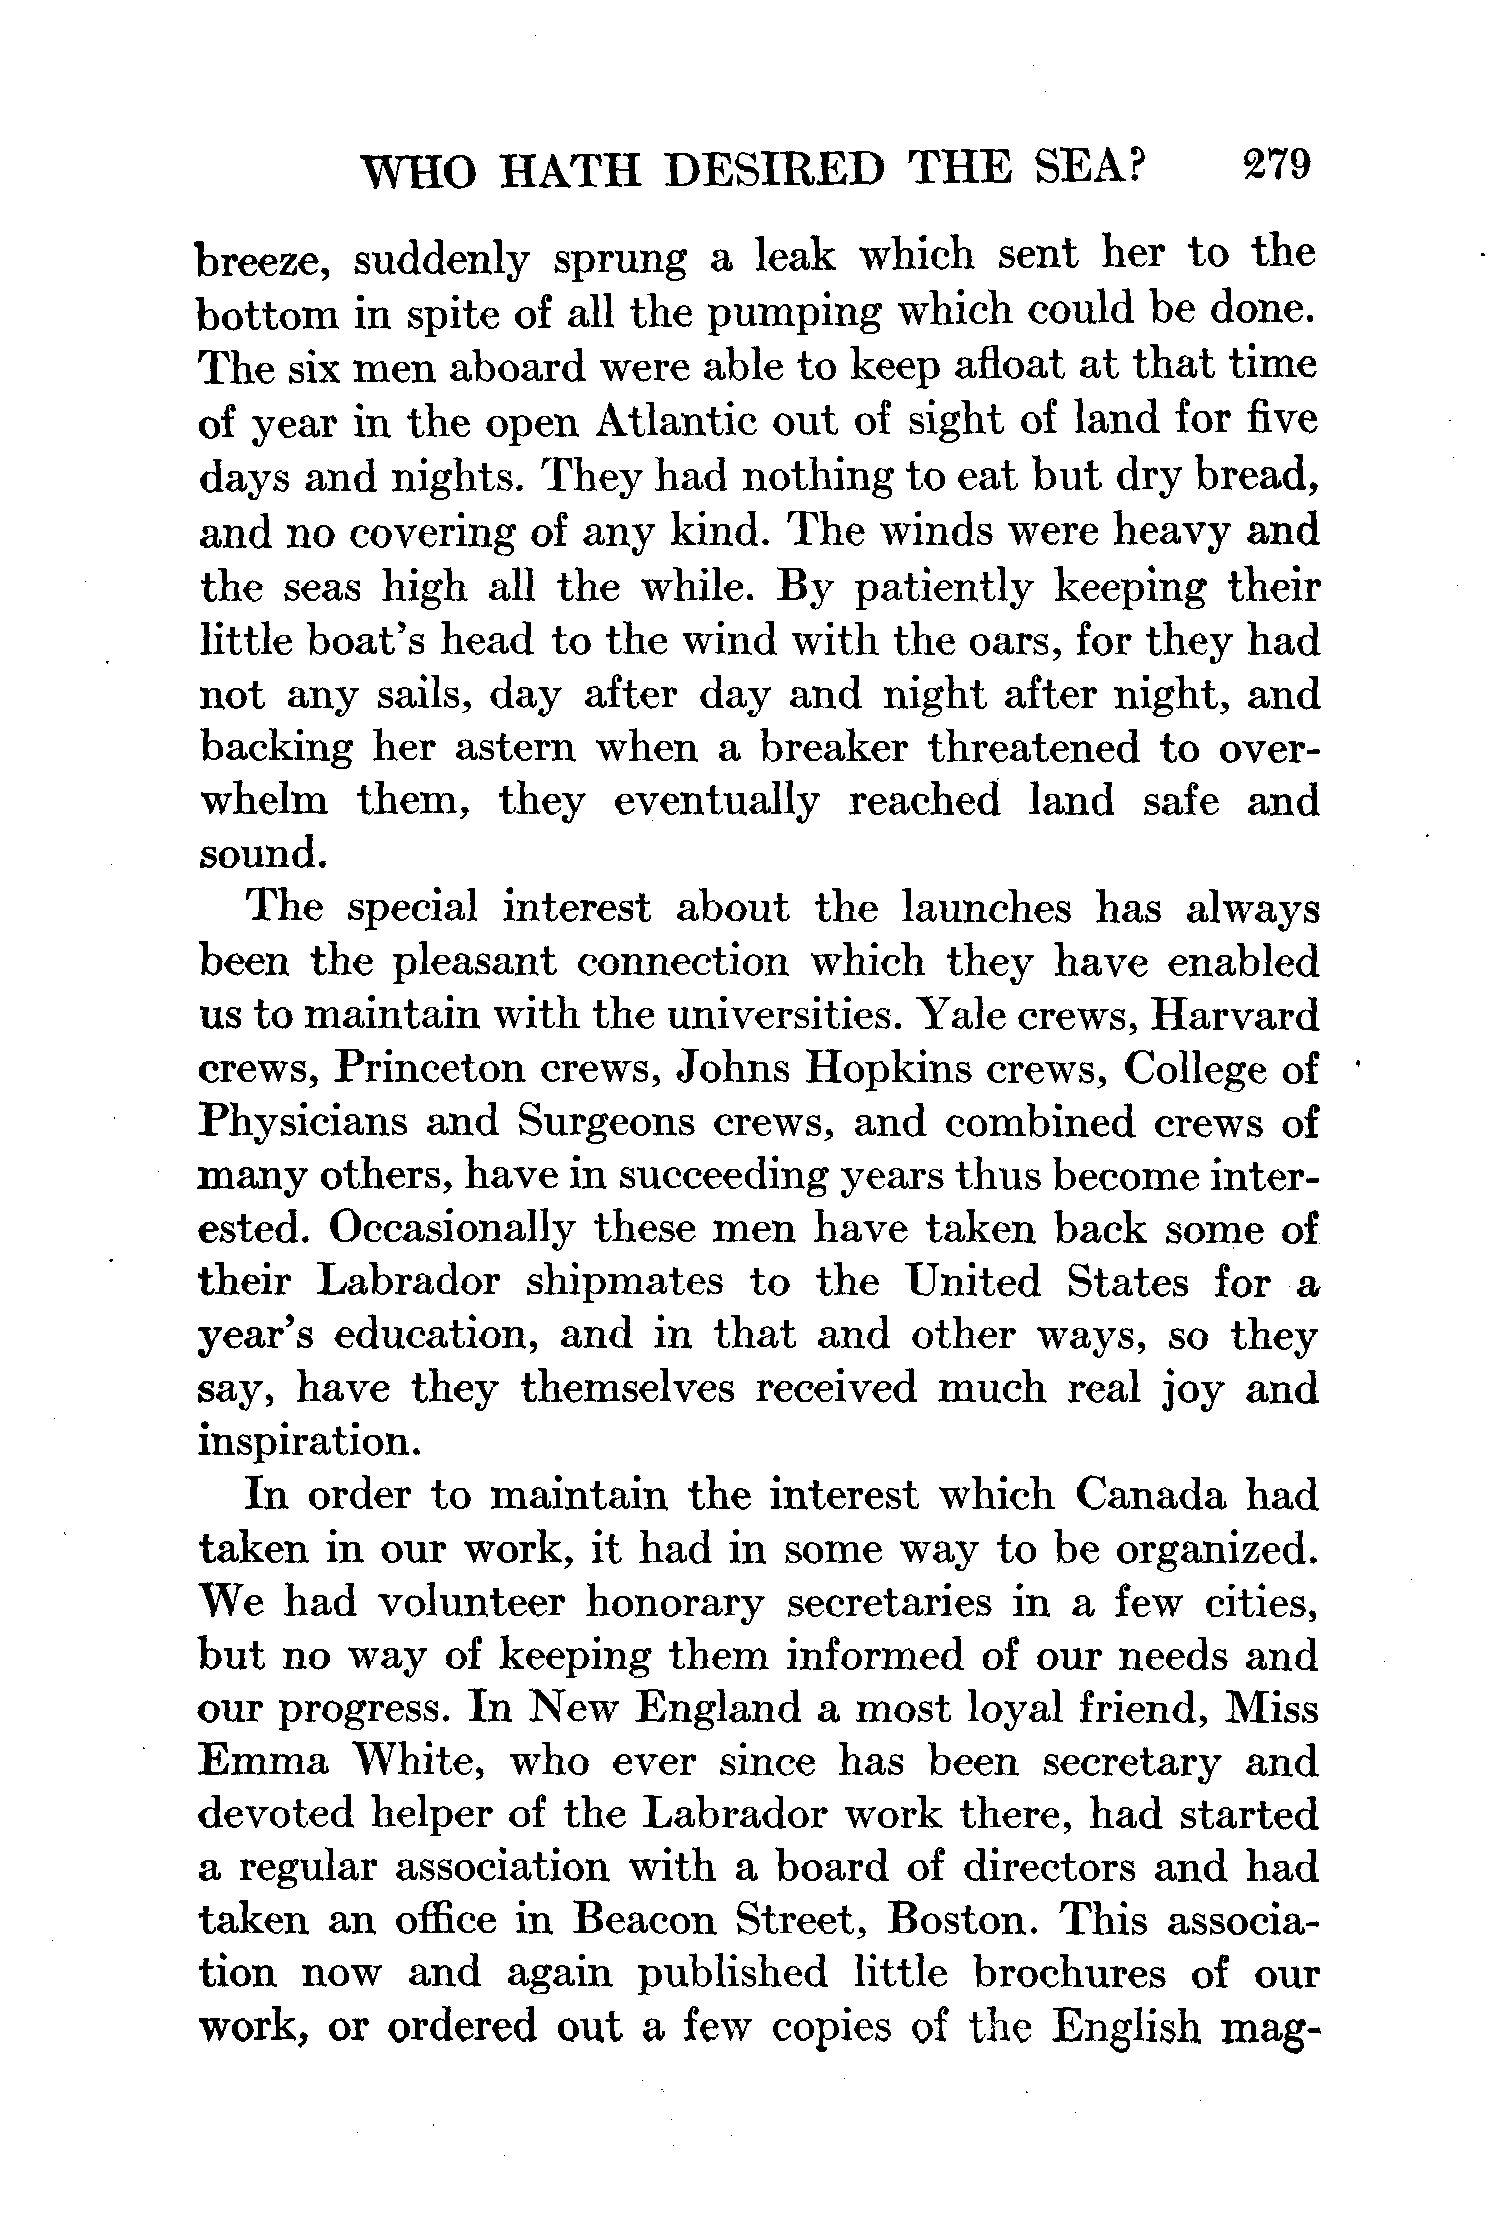 WHO HATH DESIRED THE SEA? 279
breeze, suddenly sprung a leak which sent her to the
bottom in spite of all the pumping which could be done.
The six men aboard were able to keep afloat at that time
of year in the open Atlantic out of sight of land for five
days and nights. They had nothing to eat but dry bread,
and no covering of any kind. The winds were heavy and
the seas high all the while. By patiently keeping their
little boat's head to the wind with the oars, for they had
not any sails, day after day and night after night, and
backing her astern when a breaker threatened to over-
whelm them, they eventually reached land safe and
sound.
The special interest about the launches has always
been the pleasant connection which they have enabled
us to maintain with the universities. Yale crews, Harvard
crews, Princeton crews, Johns Hopkins crews, College of
Physicians and Surgeons crews, and combined crews of
many others, have in succeeding years thus become inter-
ested. Occasionally these men have taken back some of
their Labrador shipmates to the United States for a
year's education, and in that and other ways, so they
say, have they themselves received much real joy and
inspiration.
In order to maintain the interest which Canada had
taken in our work, it had in some way to be organized.
We had volunteer honorary secretaries in a few cities,
but no way of keeping them informed of our needs and
our progress. In New England a most loyal friend, Miss
Emma White, who ever since has been secretary and
devoted helper of the Labrador work there, had started
a regular association with a board of directors and had
taken an office in Beacon Street, Boston. This associa-
tion now and again published little brochures of our
work, or ordered out a few copies of the English mag-